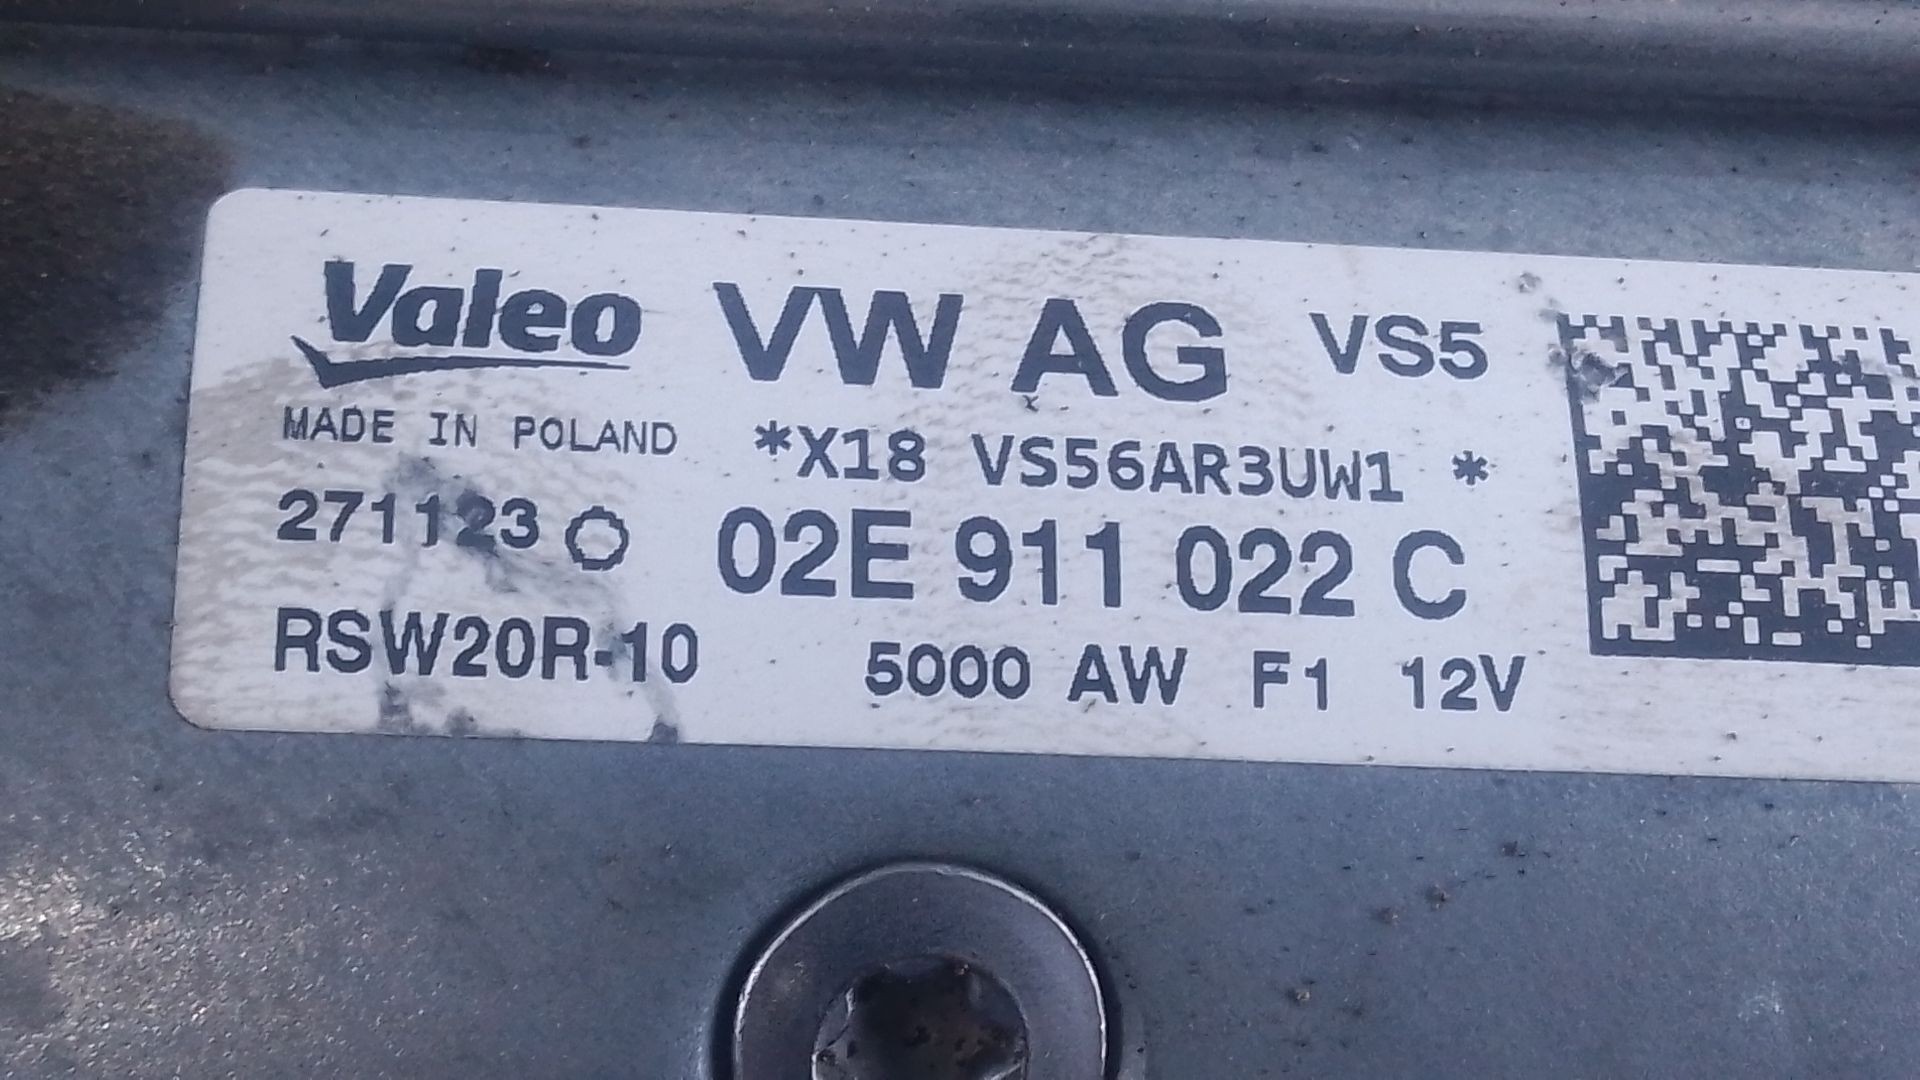 Valeo VW AG VS5
MADE IN POLAND *X18 VS56AR3UW1 *
271123 02E 911 022 C
RSW20R-10 5000 AW F1 12V